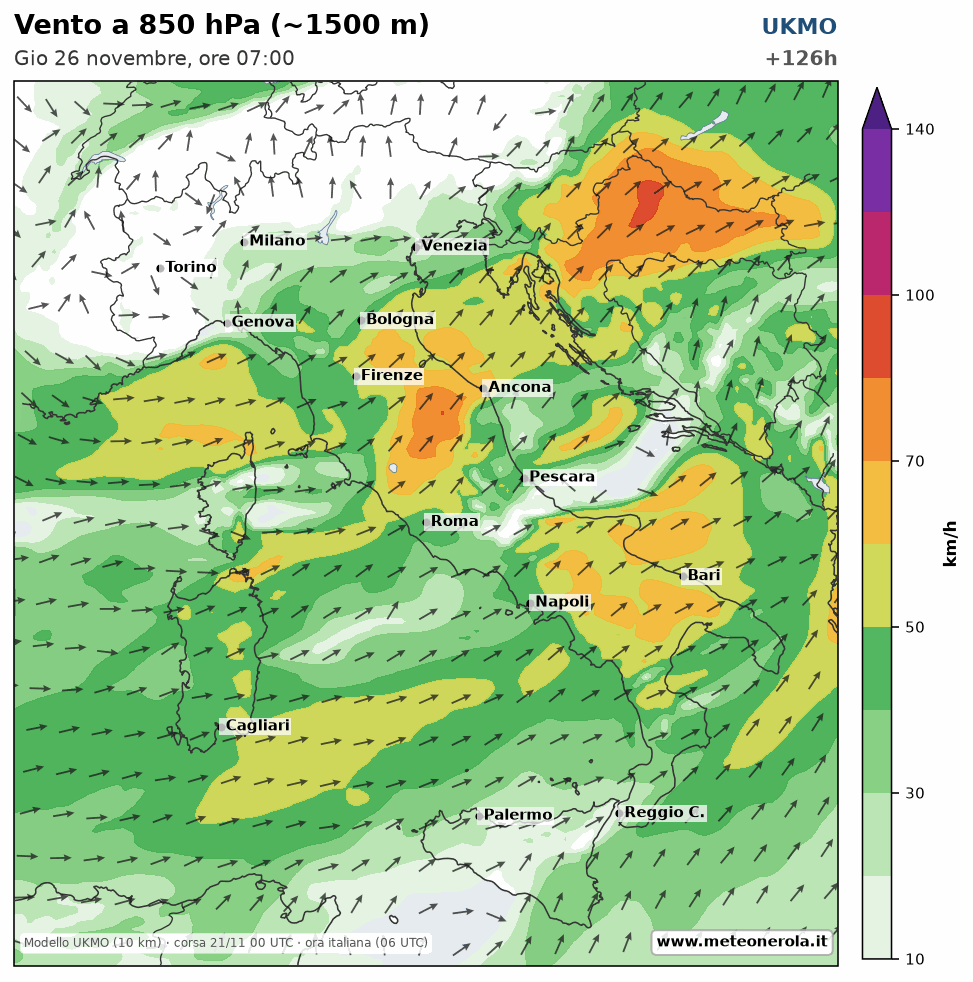 Vento a 850 hPa (~1500 m)
UKMO
Gio 26 novembre, ore 07:00
+126h
140
100
70
50
30
10
km/h
Milano
Venezia
Torino
Genova
Bologna
Firenze
Ancona
Pescara
Roma
Bari
Napoli
Cagliari
Palermo
Reggio C.
Modello UKMO (10 km) · corsa 21/11 00 UTC · ora italiana (06 UTC)
www.meteonerola.it